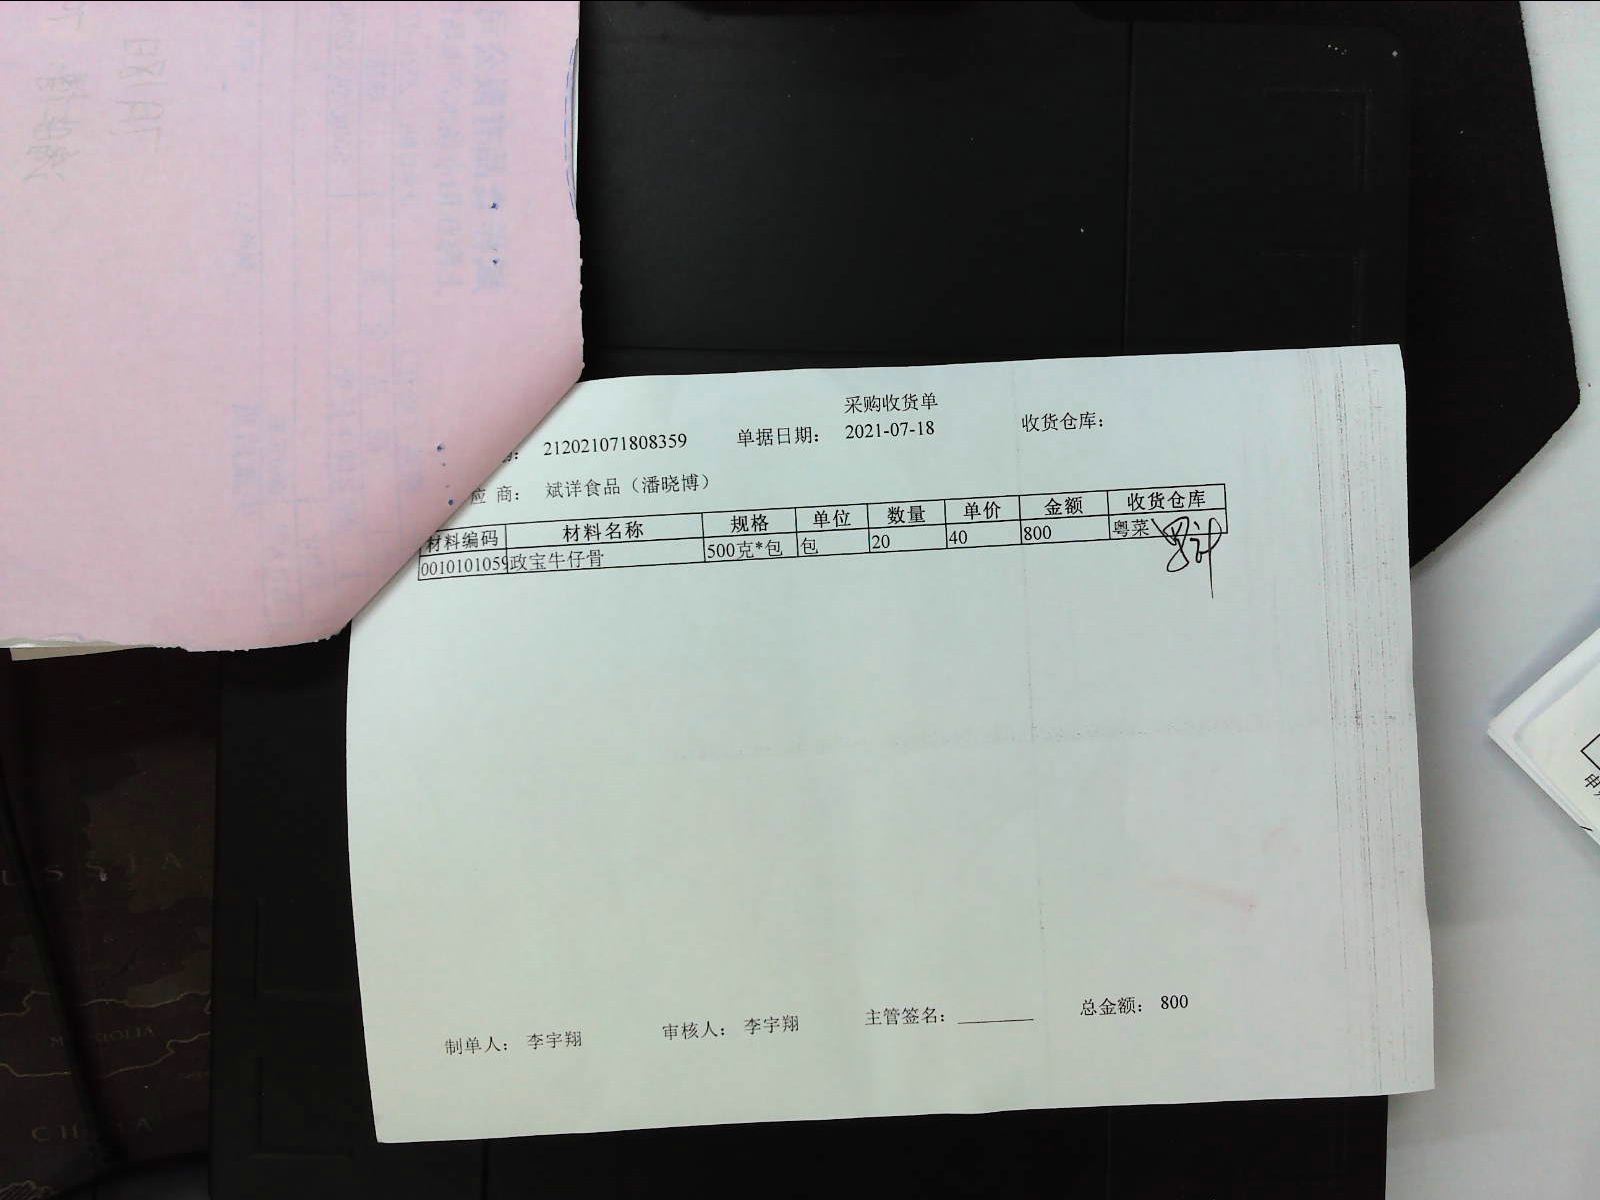 采购收货单
212021071808359 单据日期： 2021-07-18 收货仓库：
应 商： 斌洋食品（潘晓博）
材料编码 材料名称 规格 单位 数量 单价 金额 收货仓库
0010101059 政宝牛仔骨 500克*包 包 20 40 800 粤菜
制单人： 李宇翔 审核人： 李宇翔 主管签名： 总金额： 800
MONGOLIA